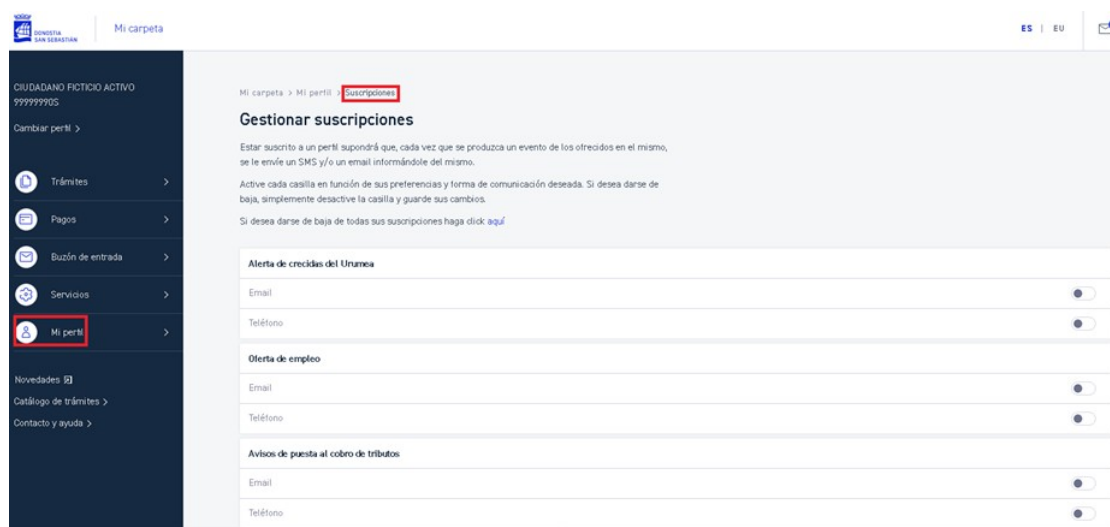 DONOSTIA
SAN SEBASTIÁN
Mi carpeta
ES | EU
CIUDADANO FICTICIO ACTIVO
99999990S
Cambiar perfil >
Trámites >
Pagos >
Buzón de entrada >
Servicios >
Mi perfil >
Novedades
Catálogo de trámites >
Contacto y ayuda >
Mi carpeta > Mi perfil > Suscripciones
Gestionar suscripciones
Estar suscrito a un perfil supondrá que, cada vez que se produzca un evento de los ofrecidos en el mismo,
se le envíe un SMS y/o un email informándole del mismo.
Active cada casilla en función de sus preferencias y forma de comunicación deseada. Si desea darse de
baja, simplemente desactive la casilla y guarde sus cambios.
Si desea darse de baja de todas sus suscripciones haga click aquí
Alerta de crecidas del Urumea
Email
Teléfono
Oferta de empleo
Email
Teléfono
Avisos de puesta al cobro de tributos
Email
Teléfono